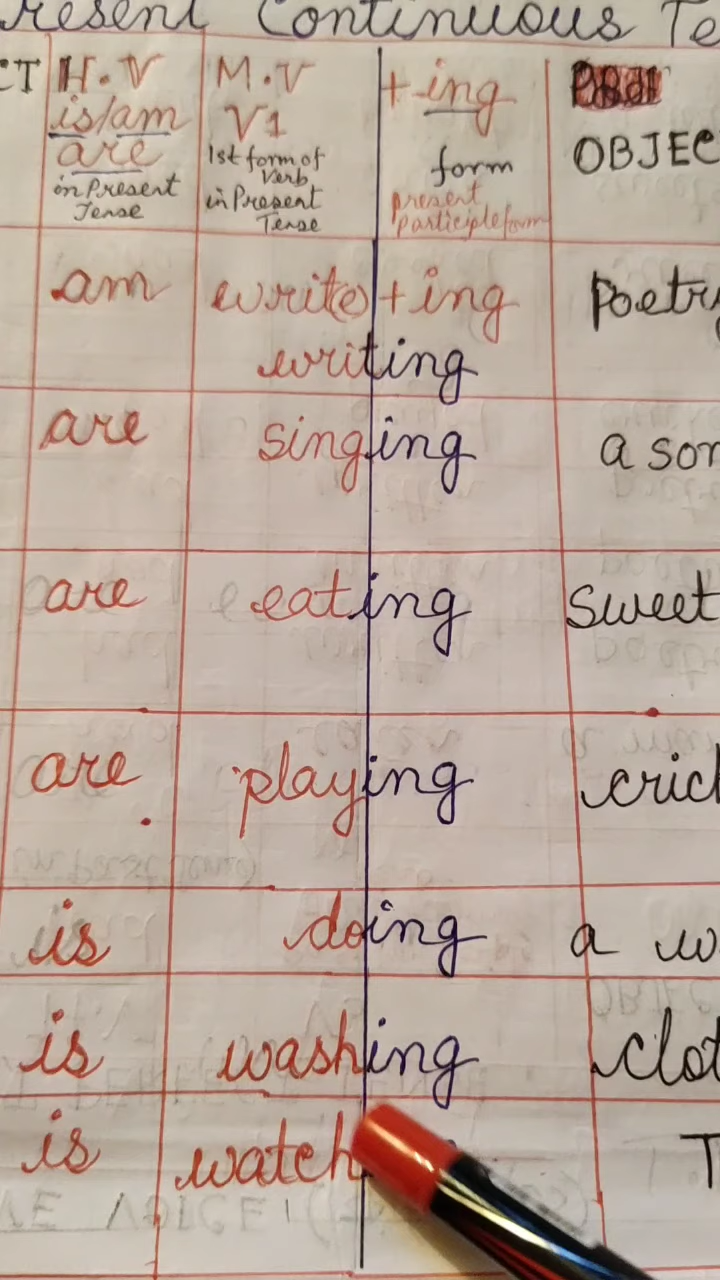 resent Continuous Te
CT H.V M.V +ing
is/am V1 form OBJEC
are 1st form of present
in Present Verb participle form
Tense in Present
Tense
am write +ing Poetry
writing
are singing a son
are eating sweet
are playing crick
is doing a w
is washing clot
is watch T